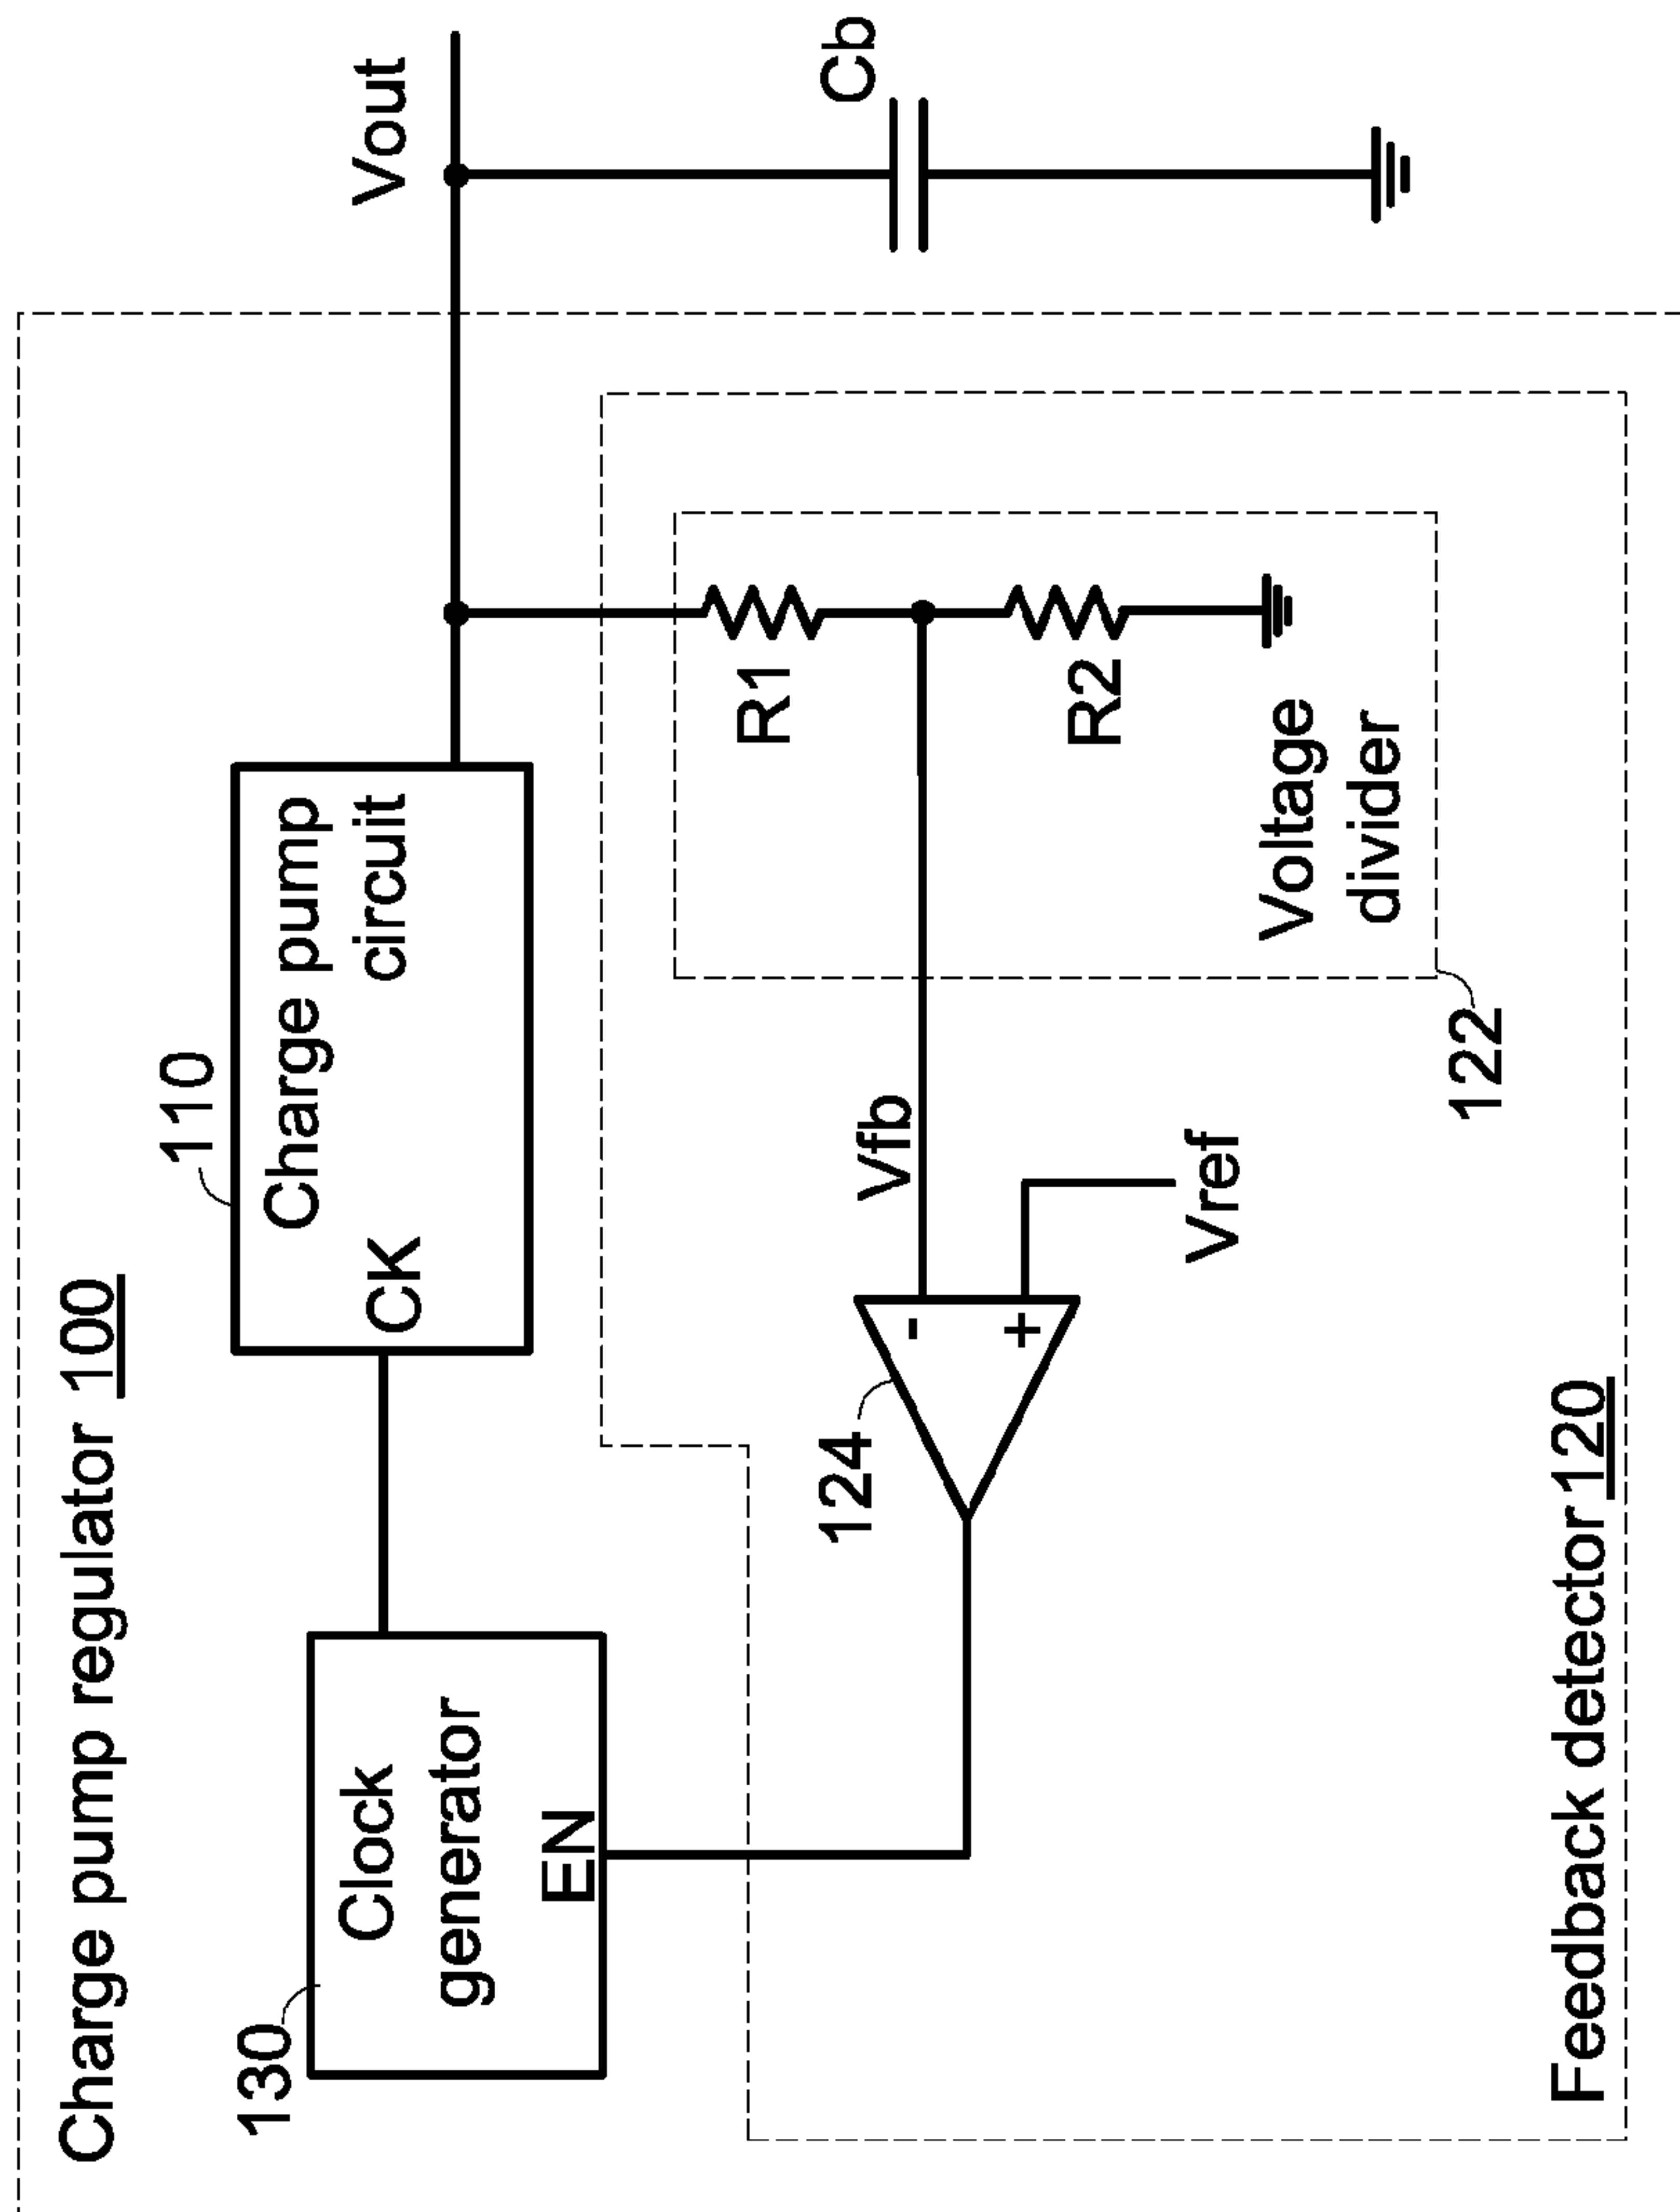 Charge pump regulator 100
130
Clock
generator
EN
110
Charge pump
circuit
CK
Vout
Cb
124
-
+
Vfb
Vref
R1
R2
Voltage
divider
122
Feedback detector 120